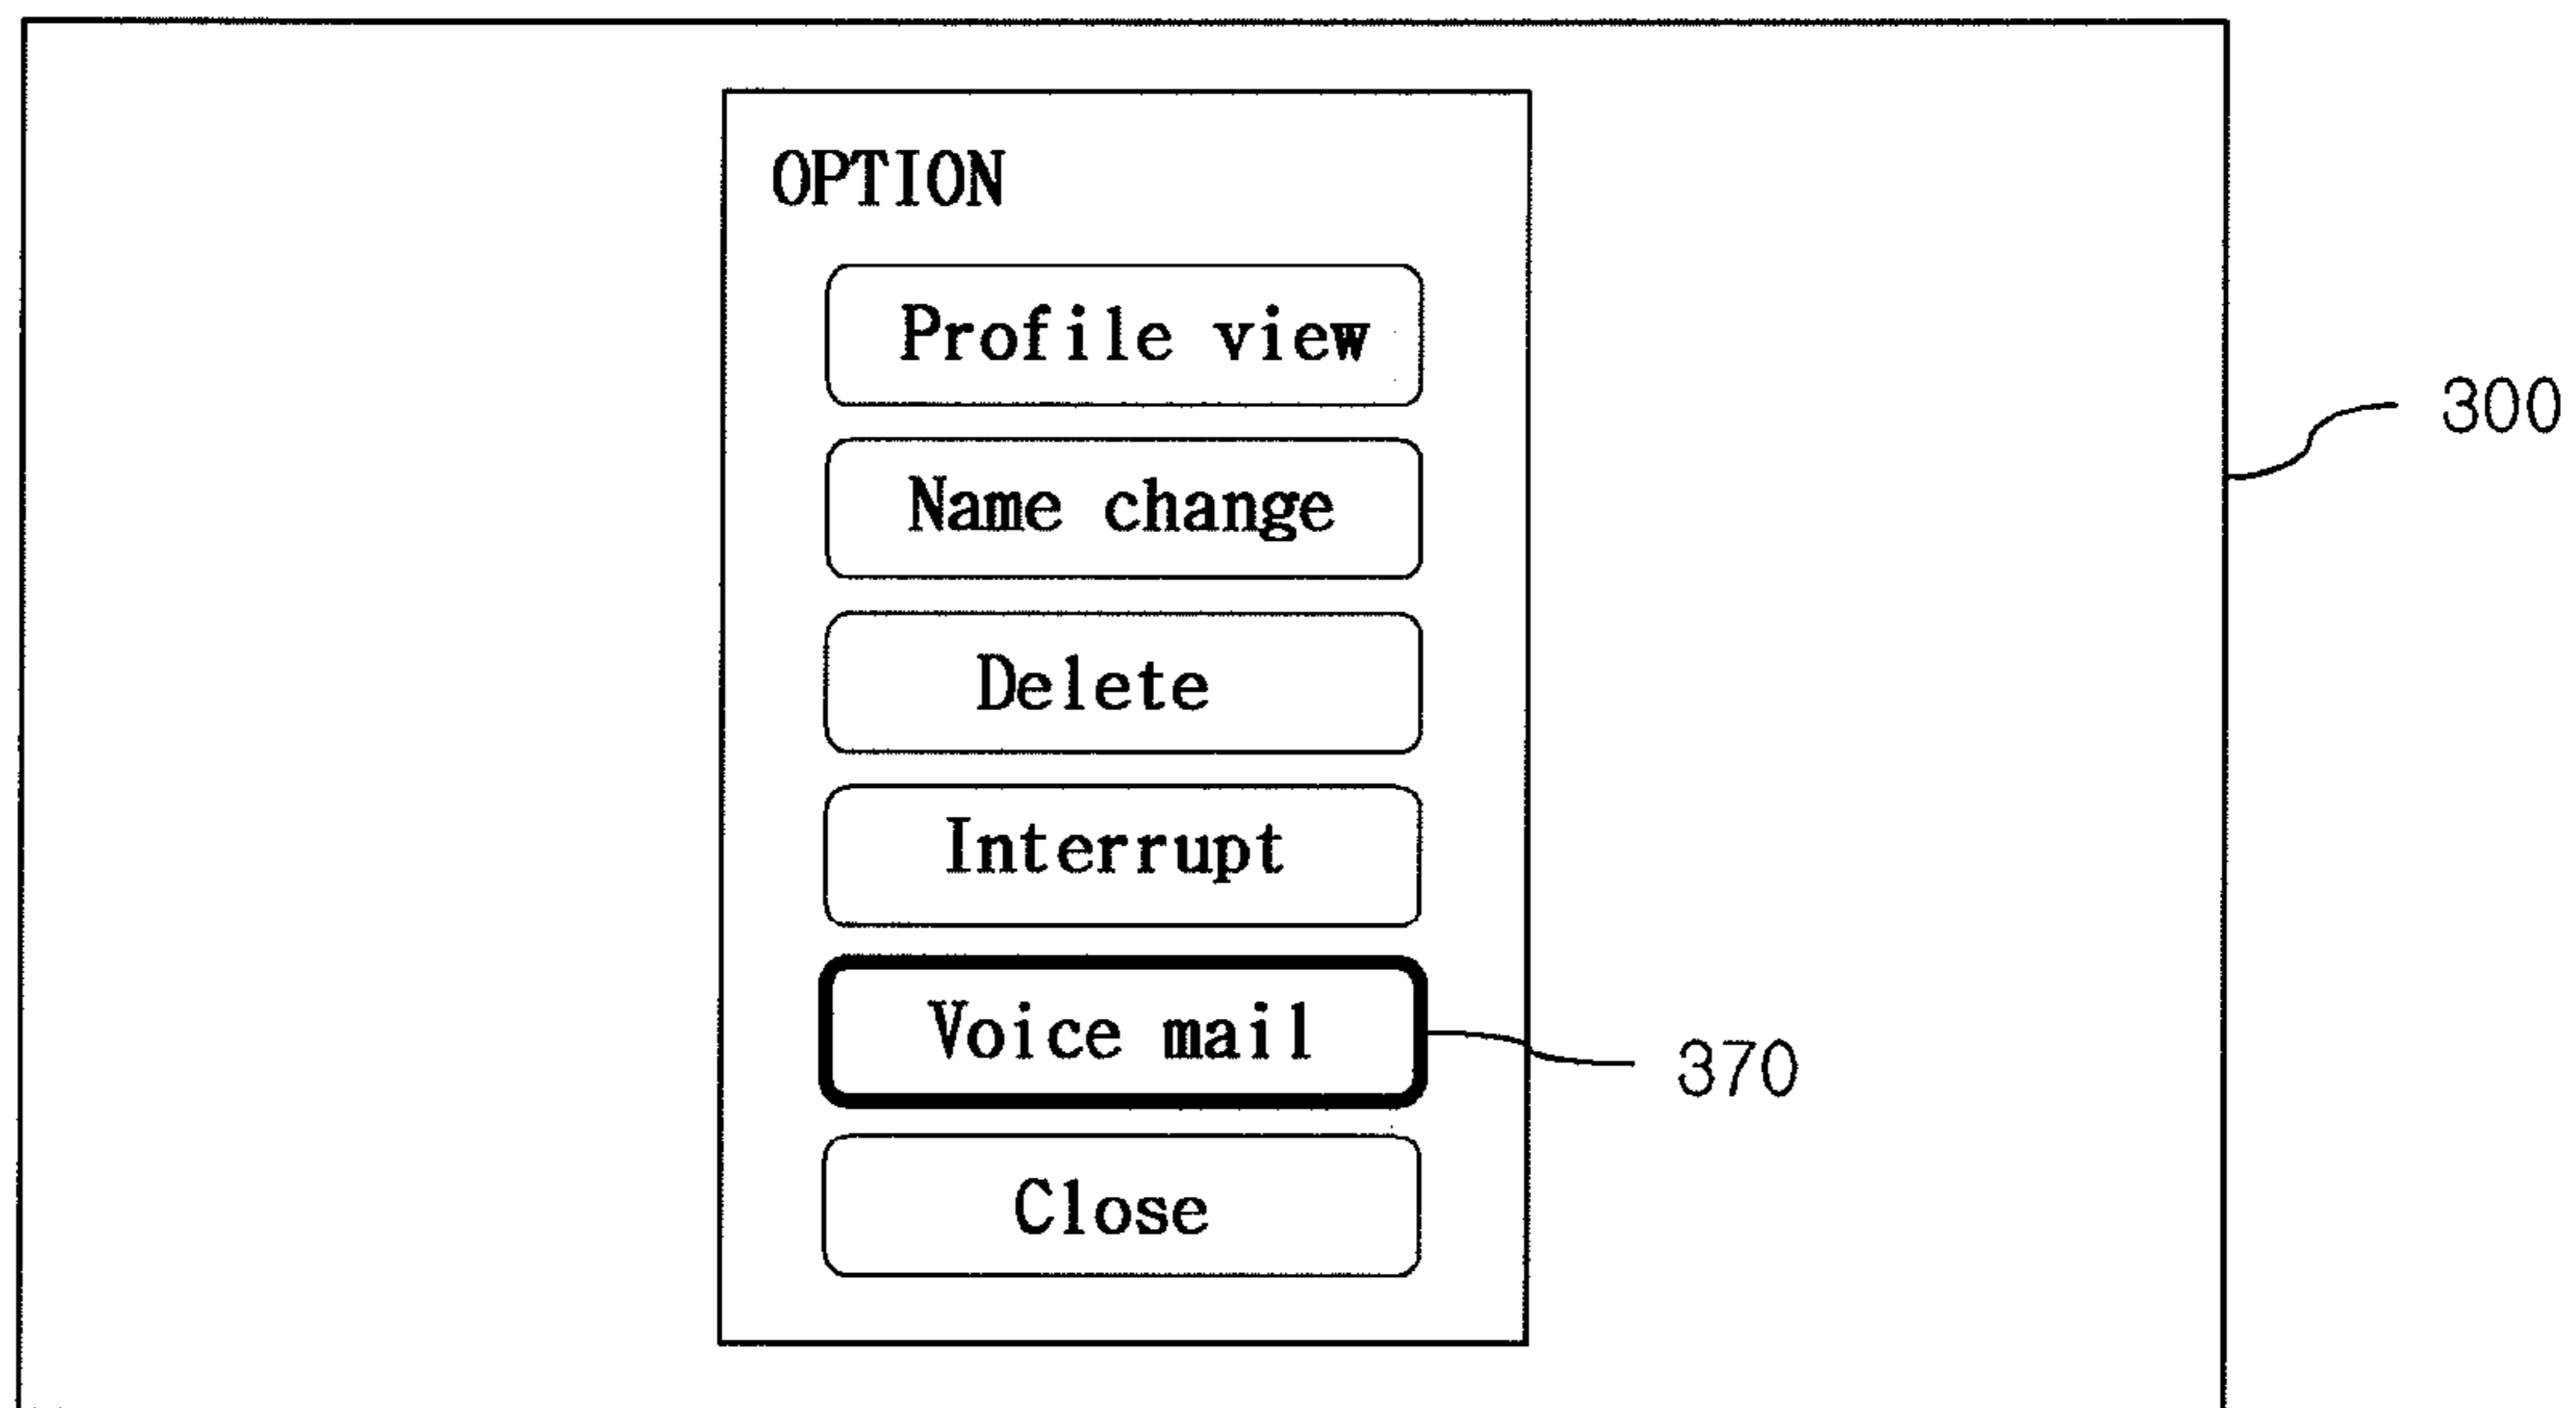 OPTION
Profile view
300
Name change
Delete
Interrupt
Voice mail
370
Close